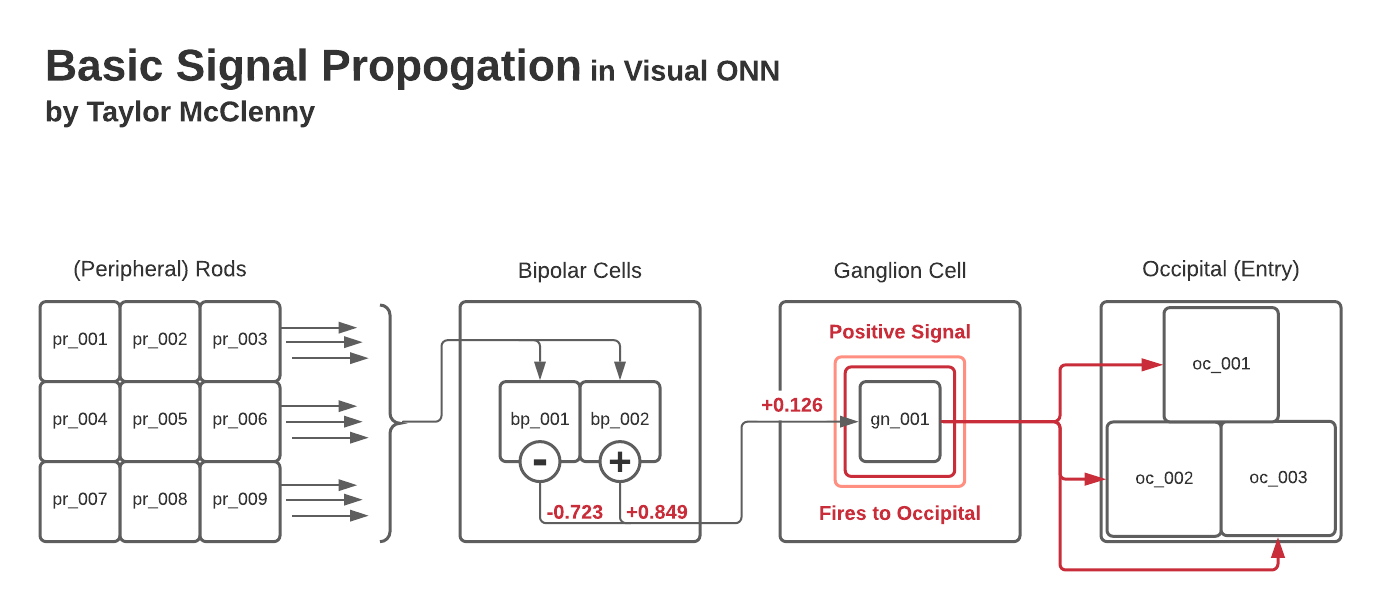 Basic Signal Propogation in Visual ONN
by Taylor McClenny
(Peripheral) Rods
Bipolar Cells
Ganglion Cell
Occipital (Entry)
pr_001 pr_002 pr_003
pr_004 pr_005 pr_006
pr_007 pr_008 pr_009
bp_001 bp_002
- +
-0.723 +0.849
+0.126
Positive Signal
gn_001
Fires to Occipital
oc_001
oc_002 oc_003